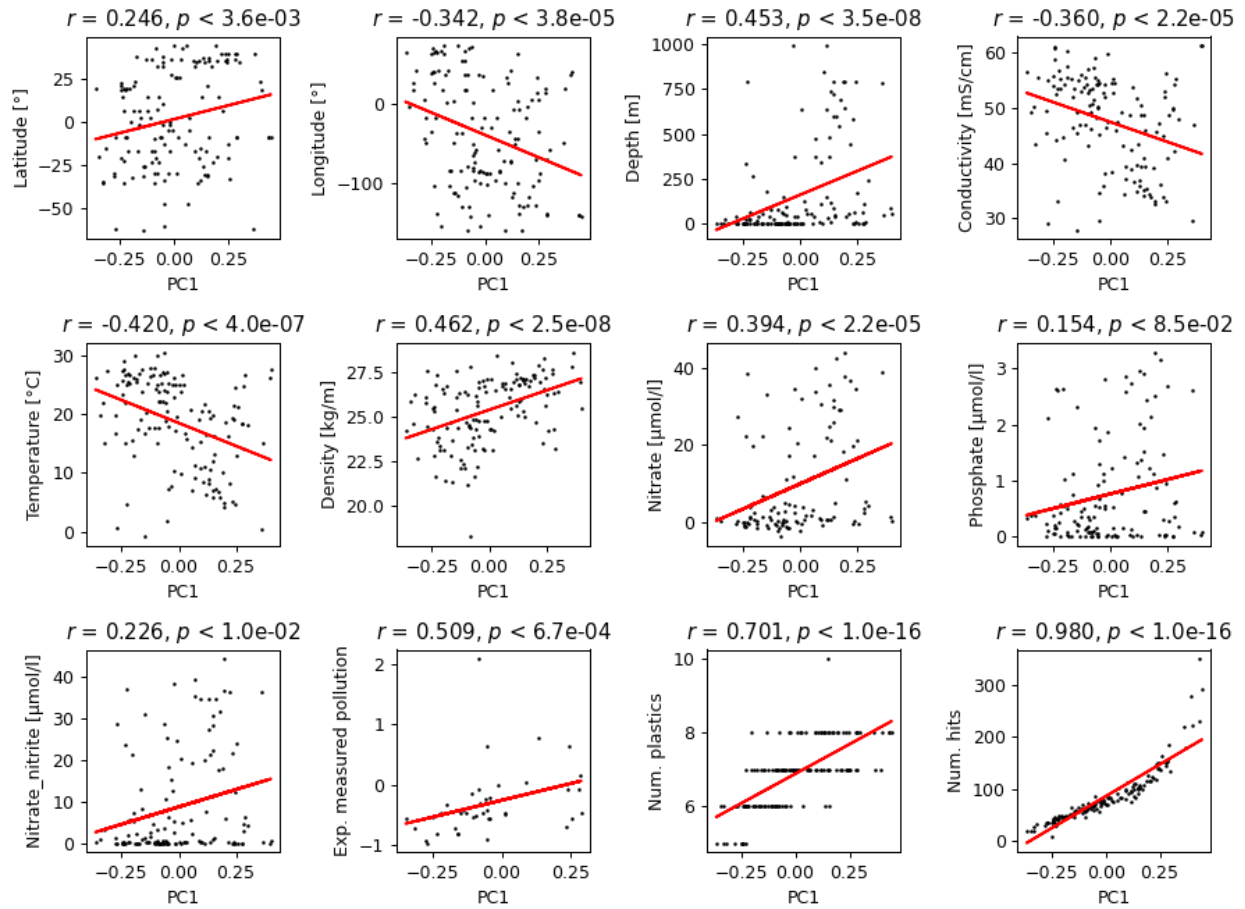 r = 0.246, p < 3.6e-03
r = -0.342, p < 3.8e-05
r = 0.453, p < 3.5e-08
r = -0.360, p < 2.2e-05
Latitude [°]
25
0
−25
−50
−0.25 0.00 0.25
PC1
Longitude [°]
0
−100
−0.25 0.00 0.25
PC1
Depth [m]
1000
750
500
250
0
−0.25 0.00 0.25
PC1
Conductivity [mS/cm]
60
50
40
30
−0.25 0.00 0.25
PC1
r = -0.420, p < 4.0e-07
r = 0.462, p < 2.5e-08
r = 0.394, p < 2.2e-05
r = 0.154, p < 8.5e-02
Temperature [°C]
30
20
10
0
−0.25 0.00 0.25
PC1
Density [kg/m]
27.5
25.0
22.5
20.0
−0.25 0.00 0.25
PC1
Nitrate [μmol/l]
40
20
0
−0.25 0.00 0.25
PC1
Phosphate [μmol/l]
3
2
1
0
−0.25 0.00 0.25
PC1
r = 0.226, p < 1.0e-02
r = 0.509, p < 6.7e-04
r = 0.701, p < 1.0e-16
r = 0.980, p < 1.0e-16
Nitrate_nitrite [μmol/l]
40
30
20
10
0
−0.25 0.00 0.25
PC1
Exp. measured pollution
2
1
0
−1
−0.25 0.00 0.25
PC1
Num. plastics
10
8
6
−0.25 0.00 0.25
PC1
Num. hits
300
200
100
0
−0.25 0.00 0.25
PC1